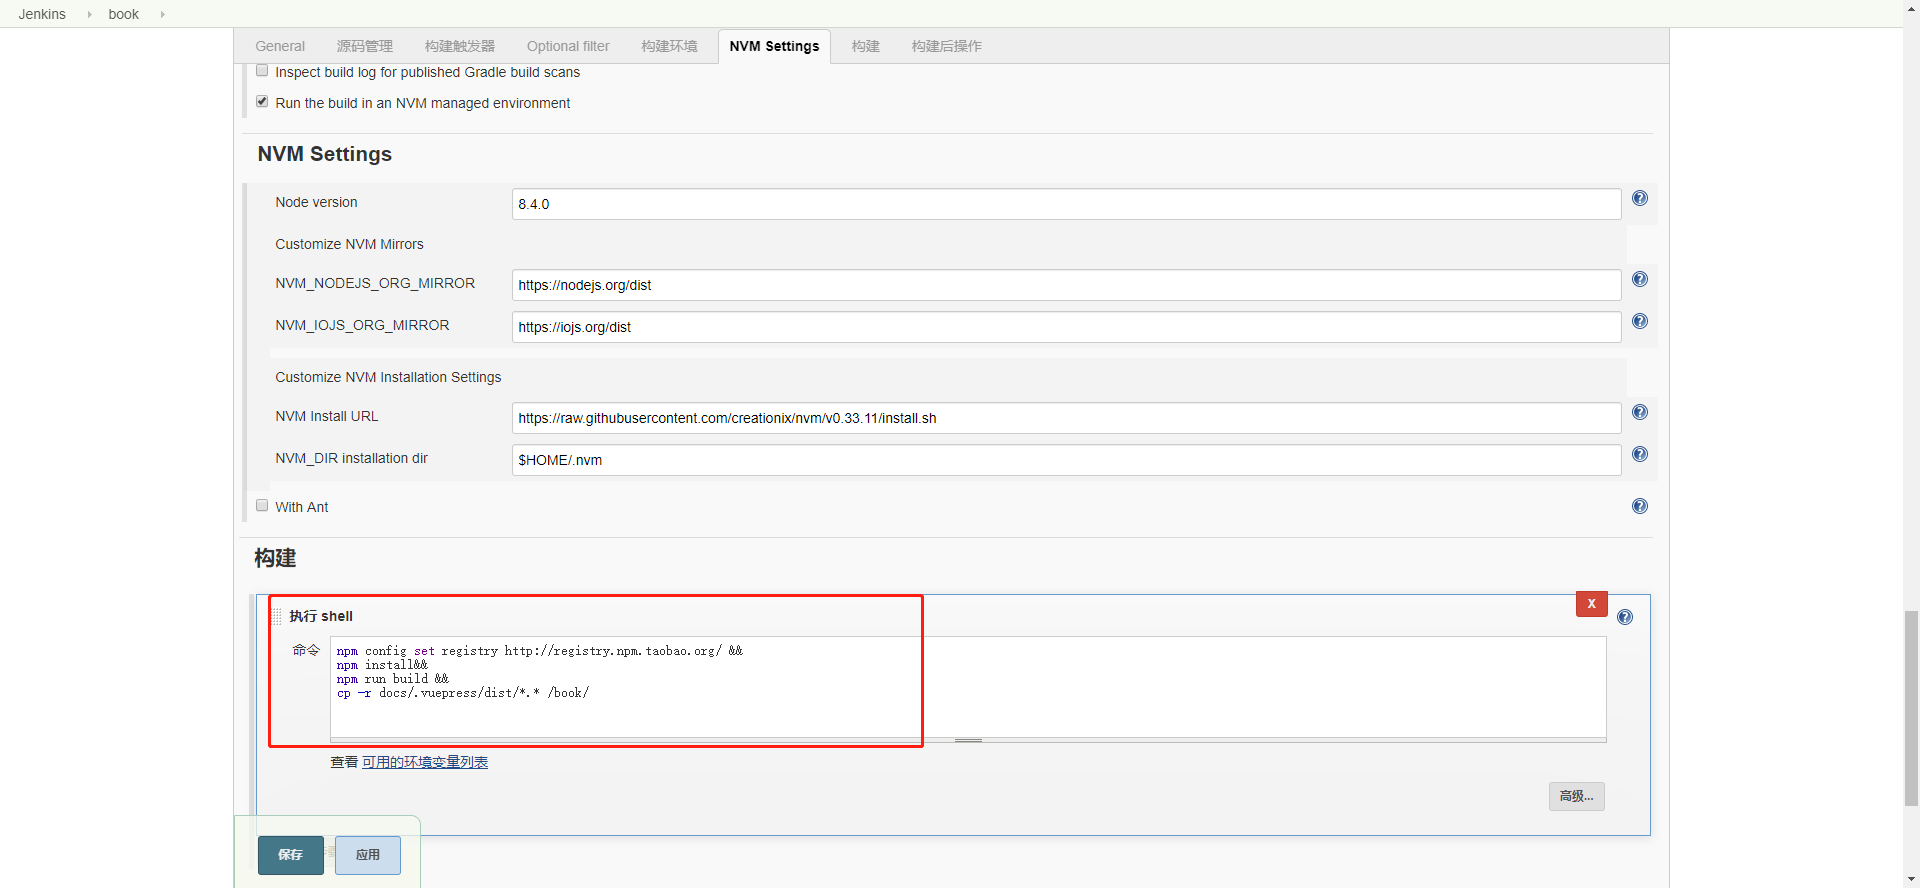 Jenkins book
General 源码管理 构建触发器 Optional filter 构建环境 NVM Settings 构建 构建后操作
Inspect build log for published Gradle build scans
Run the build in an NVM managed environment
NVM Settings
Node version 8.4.0
Customize NVM Mirrors
NVM_NODEJS_ORG_MIRROR https://nodejs.org/dist
NVM_IOJS_ORG_MIRROR https://iojs.org/dist
Customize NVM Installation Settings
NVM Install URL https://raw.githubusercontent.com/creationix/nvm/v0.33.11/install.sh
NVM_DIR installation dir $HOME/.nvm
With Ant
构建
执行 shell X
命令 npm config set registry http://registry.npm.taobao.org/ &&
npm install&&
npm run build &&
cp -r docs/.vuepress/dist/*.* /book/
查看 可用的环境变量列表
高级...
保存 应用